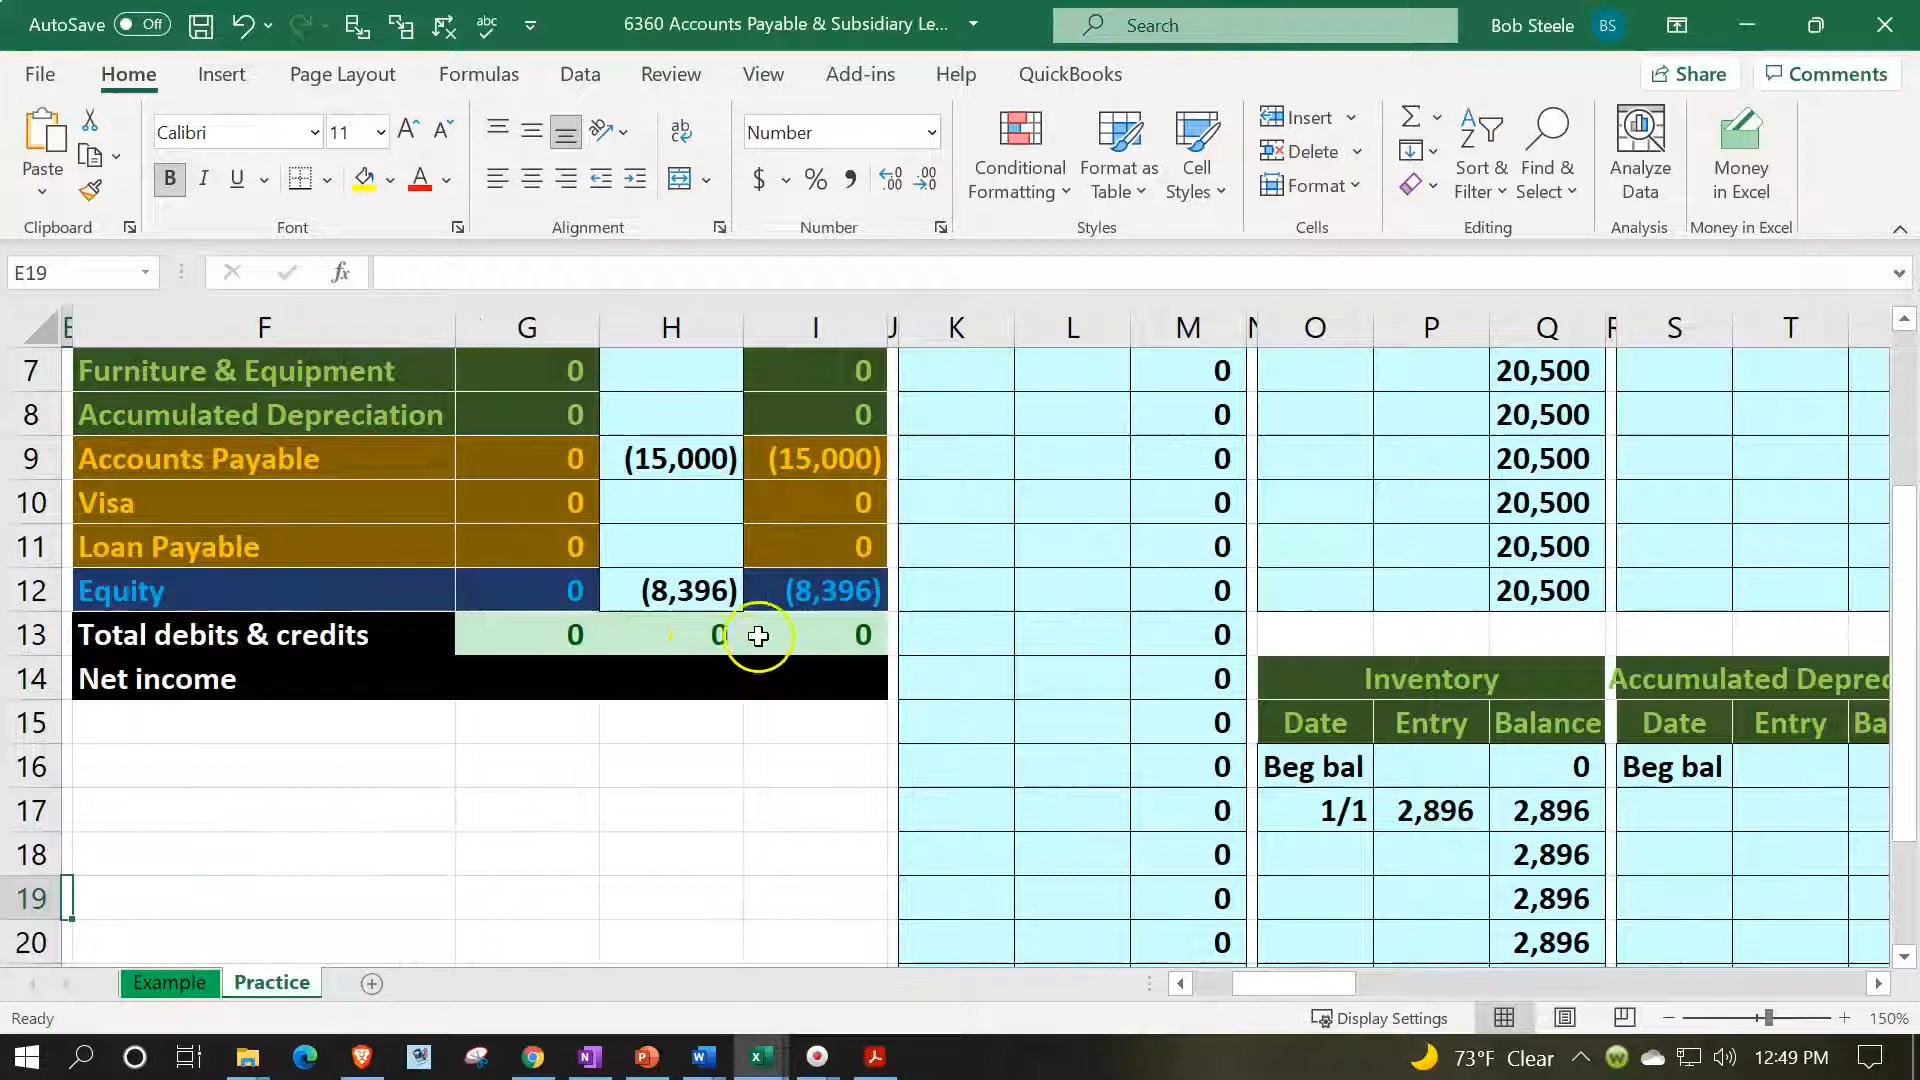 AutoSave Off abc 6360 Accounts Payable & Subsidiary Le... Search Bob Steele BS
File Home Insert Page Layout Formulas Data Review View Add-ins Help QuickBooks Share Comments
Paste Calibri 11 A A ab Number Conditional Formatting Format as Table Cell Styles Insert Delete Format Sort & Filter Find & Select Analyze Data Money in Excel
B I U A $ % 9 .00 .00
Clipboard Font Alignment Number Styles Cells Editing Analysis Money in Excel
E19 fx
E F G H I J K L M N O P Q R S T
7 Furniture & Equipment 0 0 0 20,500
8 Accumulated Depreciation 0 0 0 20,500
9 Accounts Payable 0 (15,000) (15,000) 0 20,500
10 Visa 0 0 0 20,500
11 Loan Payable 0 0 0 20,500
12 Equity 0 (8,396) (8,396) 0 20,500
13 Total debits & credits 0 0 0 0
14 Net income 0 Inventory Accumulated Deprec
15 0 Date Entry Balance Date Entry Ba
16 0 Beg bal 0 Beg bal
17 0 1/1 2,896 2,896
18 0 2,896
19 0 2,896
20 0 2,896
Example Practice
Ready Display Settings 150%
73°F Clear 12:49 PM